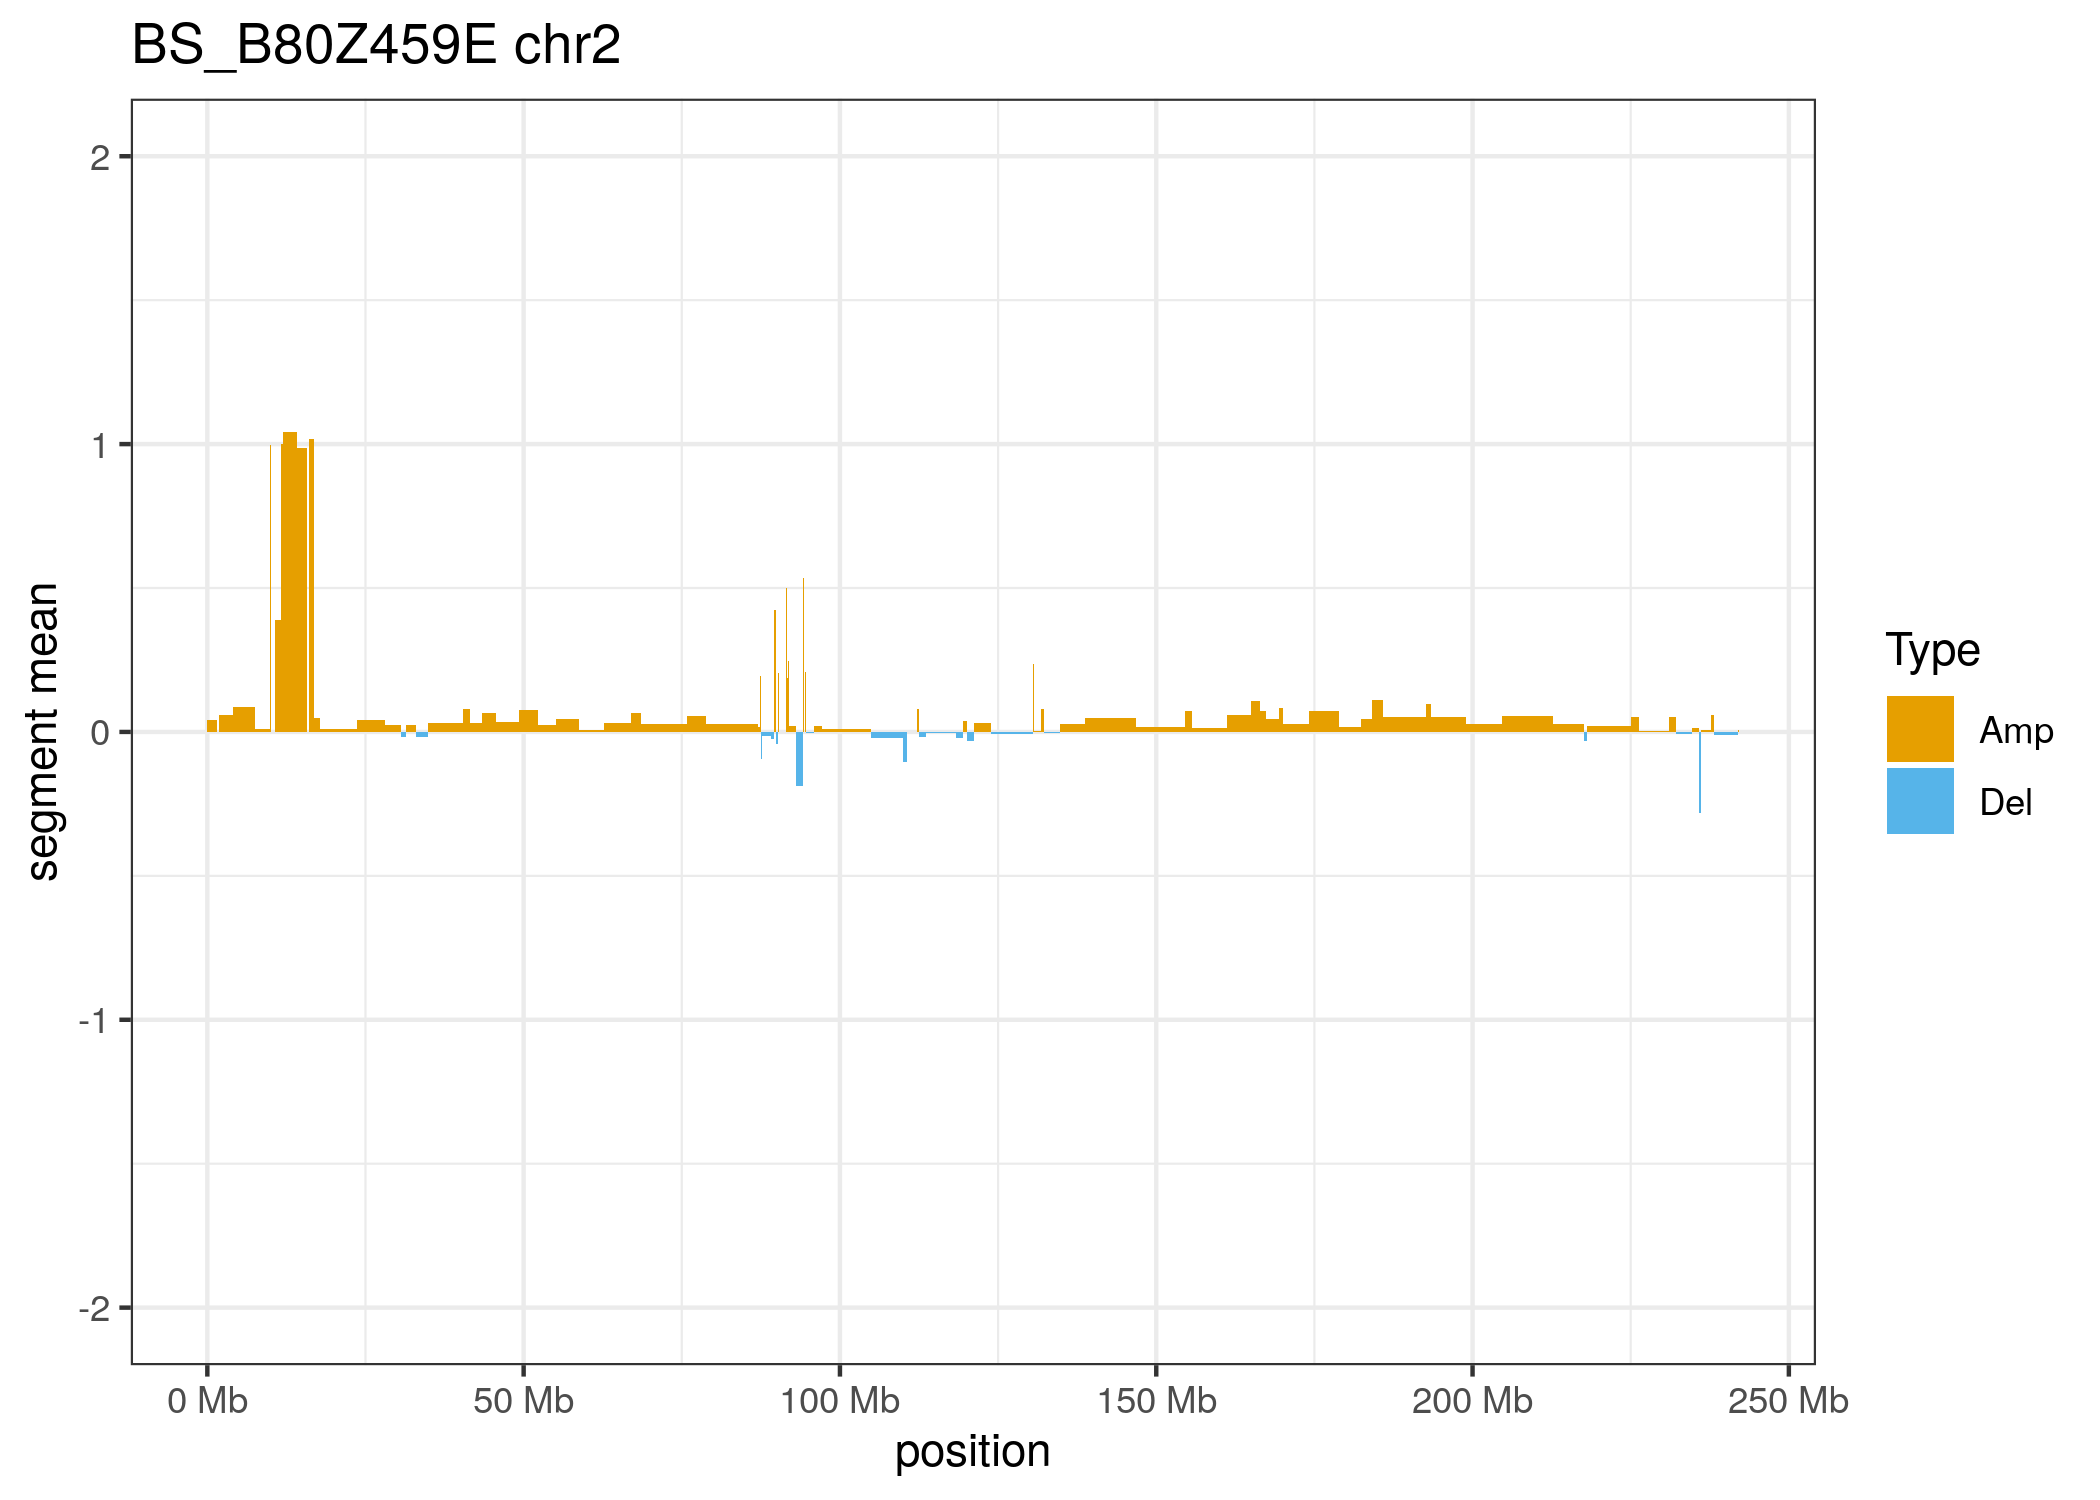 BS_B80Z459E chr2
segment mean
2
1
0
-1
-2
0 Mb
50 Mb
100 Mb
150 Mb
200 Mb
250 Mb
position
Type
Amp
Del